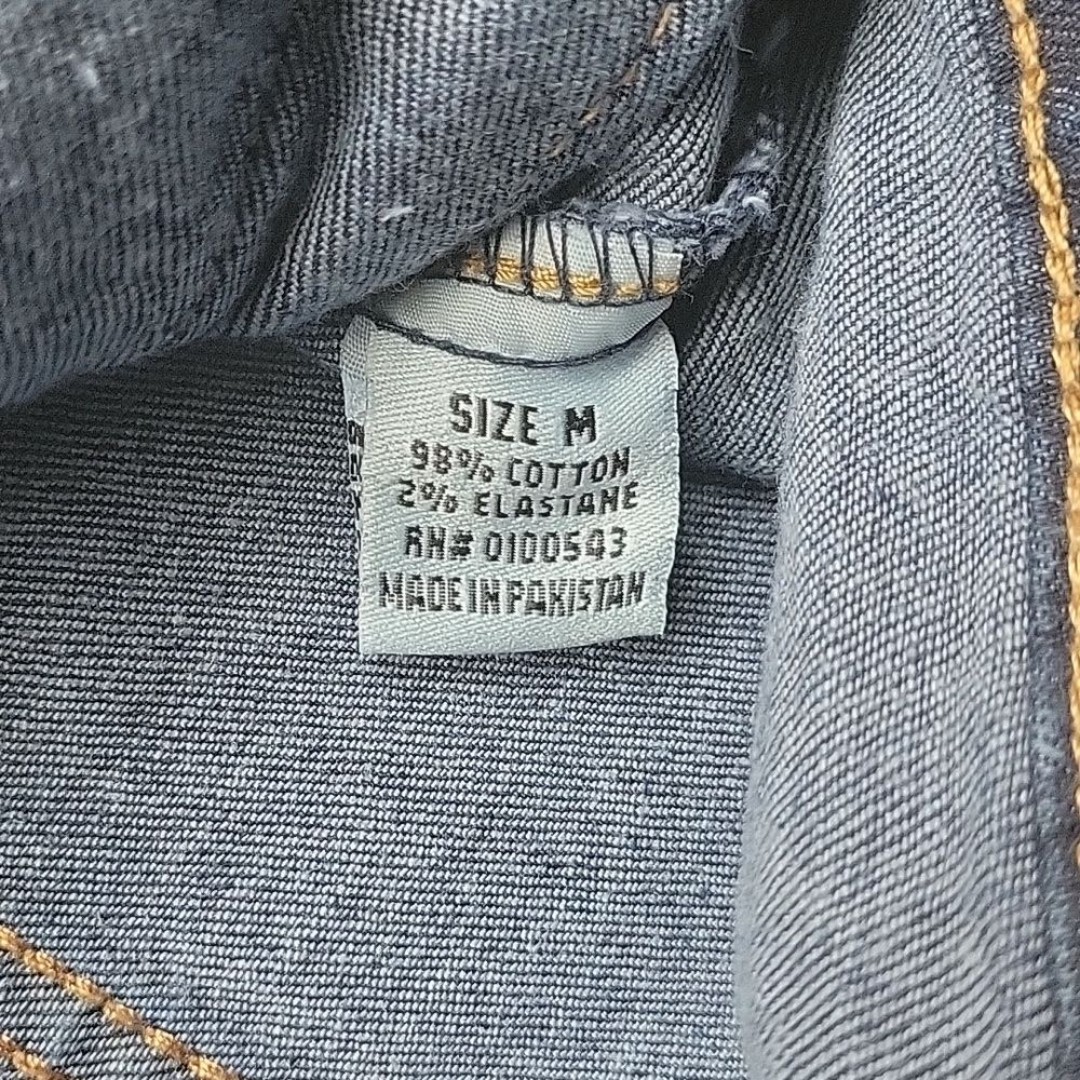 SIZE M
98% COTTON
2% ELASTANE
RN# 0100543
MADE IN PAKISTAN